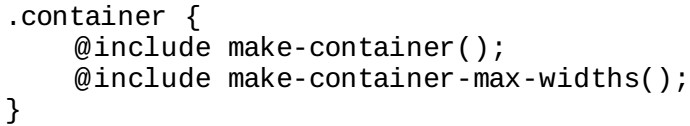 .container {
    @include make-container();
    @include make-container-max-widths();
}